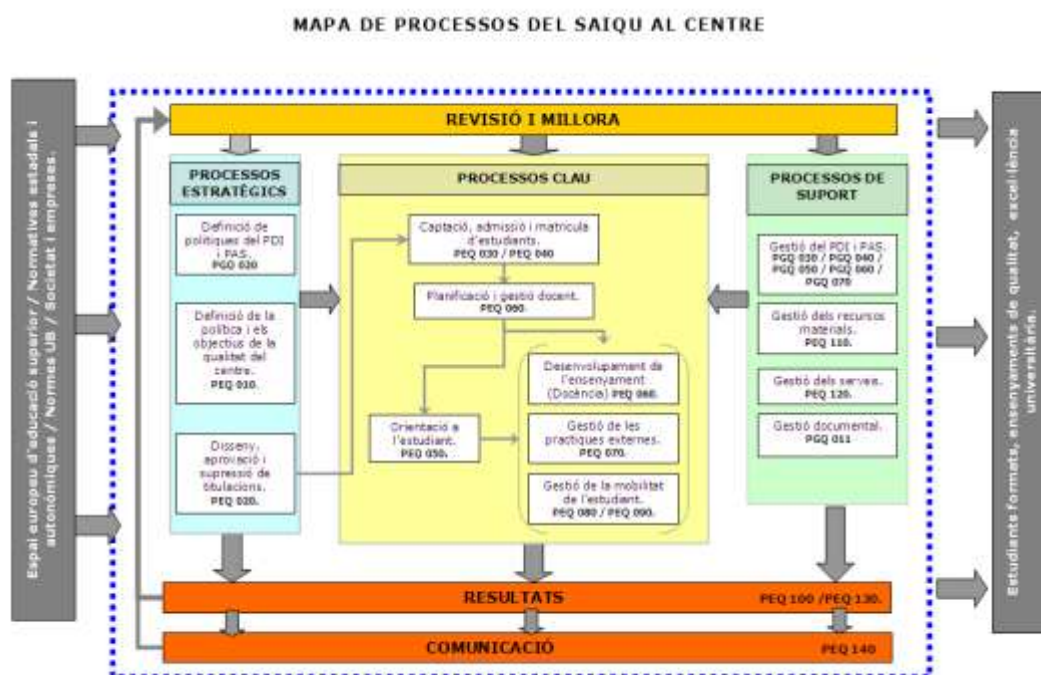 MAPA DE PROCESSOS DEL SAIQU AL CENTRE
Espai europeu d'educació superior / Normatives estadals i
autonómiques / Normes UB / Societat i empreses.
REVISIÓ I MILLORA
PROCESSOS
ESTRATÉGICS
Definició de
polítiques del PDI
i PAS.
PGQ 020
Definició de la
política i els
objectius de la
qualitat del
centre.
PEQ 010.
Disseny,
aprovació i
supressió de
titulacions.
PEQ 020.
PROCESSOS CLAU
Captació, admissió i matricula
d'estudiants.
PEQ 030 / PEQ 040
Planificació i gestió docent.
PEQ 060.
Desenvolupament de
l'ensenyament
(Docència) PEQ 060.
Orientació a
l'estudiant.
PEQ 050.
Gestió de les
practiques externes.
PEQ 070.
Gestió de la mobilitat
de l'estudiant.
PEQ 080 / PEQ 090.
PROCESSOS DE
SUPORT
Gestió del PDI i PAS.
PGQ 030 / PGQ 040 /
PGQ 050 / PGQ 060 /
PGQ 070
Gestió dels recursos
materials.
PEQ 110.
Gestió dels serveis.
PEQ 120.
Gestió documental.
PGQ 011
RESULTATS
PEQ 100 /PEQ 130.
COMUNICACIÓ
PEQ 140
Estudiants formats, ensenyaments de qualitat, excel·lència
universitària.